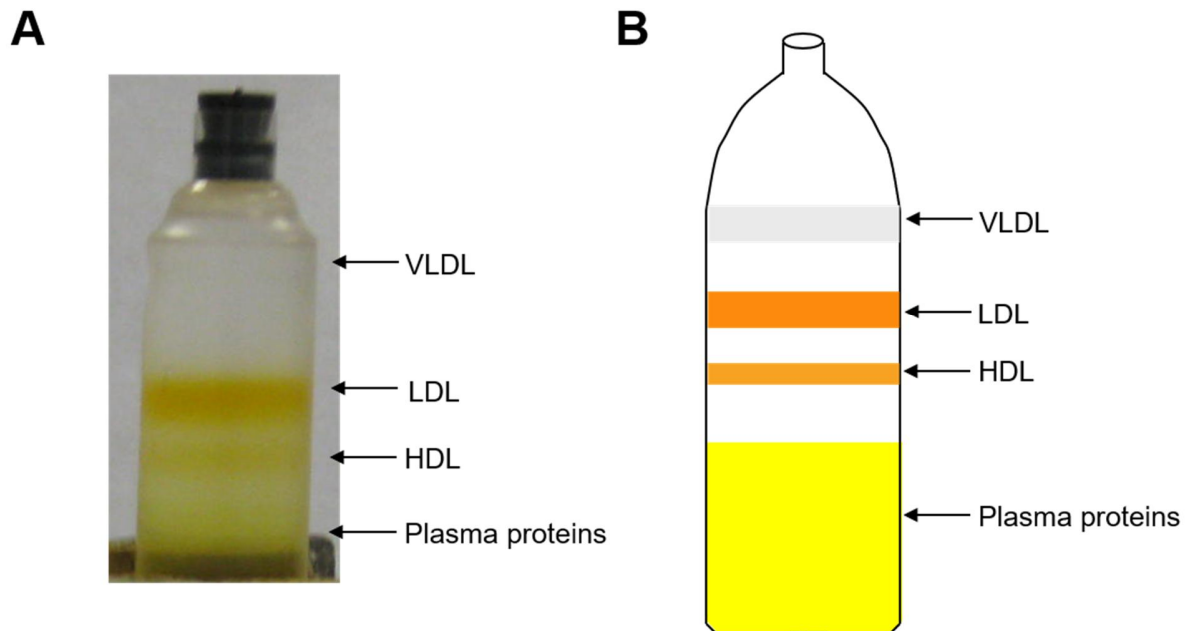 A
VLDL
LDL
HDL
Plasma proteins
B
VLDL
LDL
HDL
Plasma proteins